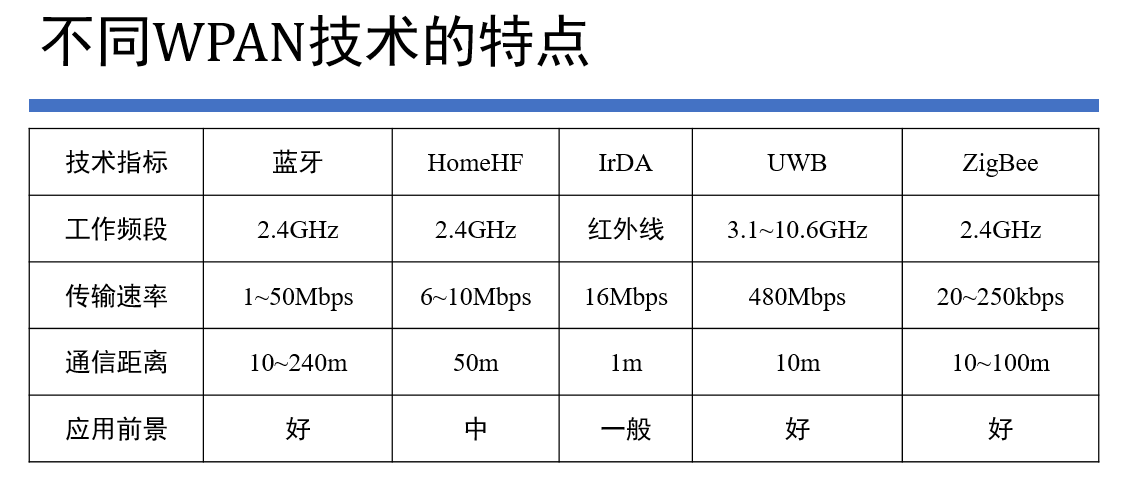 不同WPAN技术的特点
技术指标 蓝牙 HomeHF IrDA UWB ZigBee
工作频段 2.4GHz 2.4GHz 红外线 3.1~10.6GHz 2.4GHz
传输速率 1~50Mbps 6~10Mbps 16Mbps 480Mbps 20~250kbps
通信距离 10~240m 50m 1m 10m 10~100m
应用前景 好 中 一般 好 好